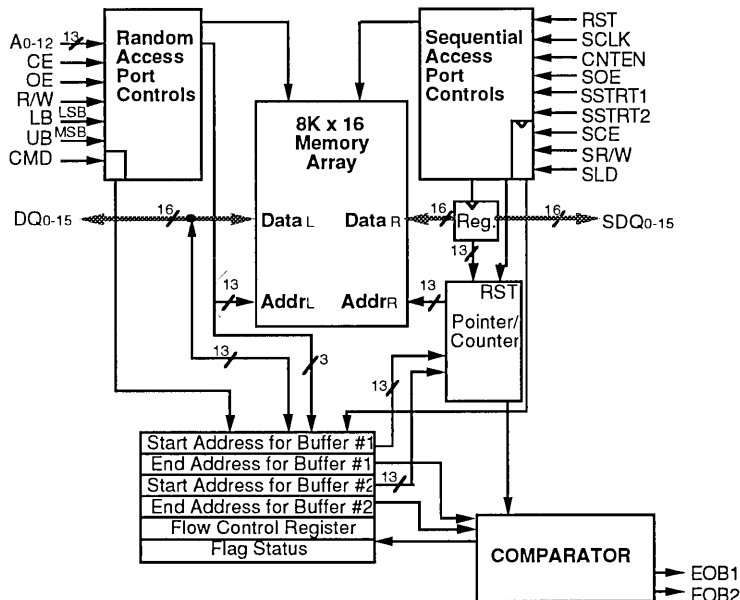 A0-12
13
CE
OE
R/W
LB
LSB
UB
MSB
CMD
Random
Access
Port
Controls
8K x 16
Memory
Array
Sequential
Access
Port
Controls
RST
SCLK
CNTEN
SOE
SSTRT1
SSTRT2
SCE
SR/W
SLD
DQ0-15
16
Data L
Data R
16
Reg.
16
SDQ0-15
13
13
AddrL
AddrR
13
RST
Pointer/
Counter
13
3
13
Start Address for Buffer #1
End Address for Buffer #1
Start Address for Buffer #2
13
End Address for Buffer #2
Flow Control Register
Flag Status
COMPARATOR
EOB1
EOB2